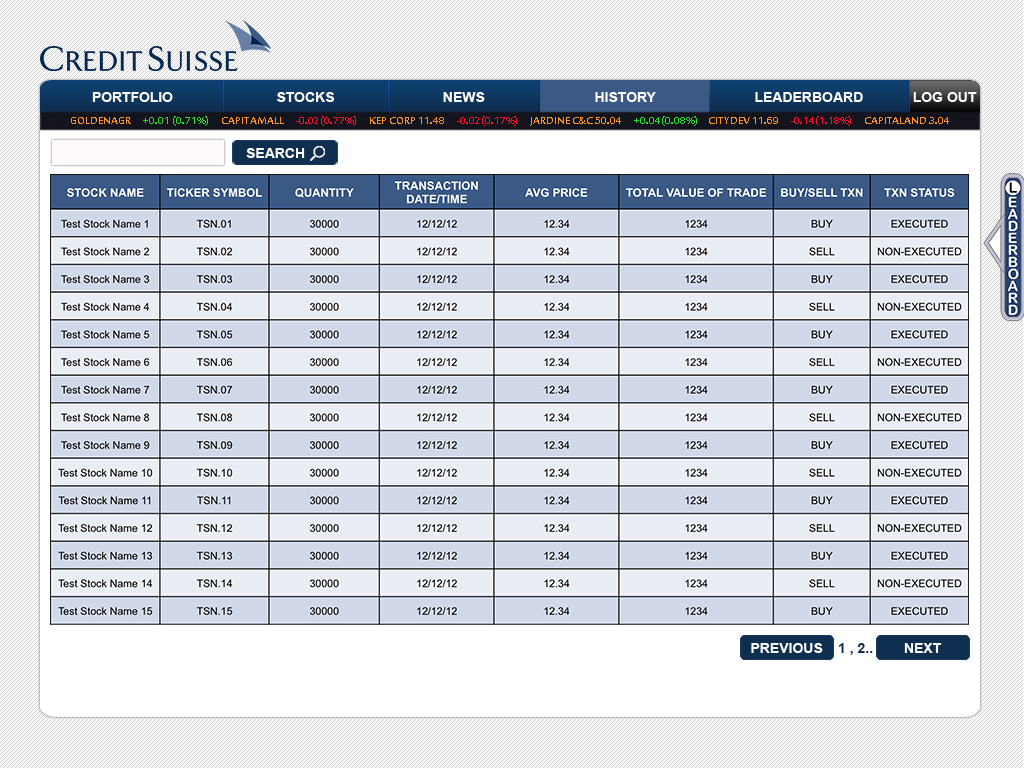 CREDIT SUISSE
PORTFOLIO STOCKS NEWS HISTORY LEADERBOARD LOG OUT
GOLDENAGR +0.01 (0.71%) CAPITAMALL -0.02 (0.77%) KEP CORP 11.48 -0.02 (0.17%) JARDINE C&C 50.04 +0.04 (0.08%) CITYDEV 11.69 -0.14 (1.18%) CAPITALAND 3.04
SEARCH
STOCK NAME TICKER SYMBOL QUANTITY TRANSACTION DATE/TIME AVG PRICE TOTAL VALUE OF TRADE BUY/SELL TXN TXN STATUS
Test Stock Name 1 TSN.01 30000 12/12/12 12.34 1234 BUY EXECUTED
Test Stock Name 2 TSN.02 30000 12/12/12 12.34 1234 SELL NON-EXECUTED
Test Stock Name 3 TSN.03 30000 12/12/12 12.34 1234 BUY EXECUTED
Test Stock Name 4 TSN.04 30000 12/12/12 12.34 1234 SELL NON-EXECUTED
Test Stock Name 5 TSN.05 30000 12/12/12 12.34 1234 BUY EXECUTED
Test Stock Name 6 TSN.06 30000 12/12/12 12.34 1234 SELL NON-EXECUTED
Test Stock Name 7 TSN.07 30000 12/12/12 12.34 1234 BUY EXECUTED
Test Stock Name 8 TSN.08 30000 12/12/12 12.34 1234 SELL NON-EXECUTED
Test Stock Name 9 TSN.09 30000 12/12/12 12.34 1234 BUY EXECUTED
Test Stock Name 10 TSN.10 30000 12/12/12 12.34 1234 SELL NON-EXECUTED
Test Stock Name 11 TSN.11 30000 12/12/12 12.34 1234 BUY EXECUTED
Test Stock Name 12 TSN.12 30000 12/12/12 12.34 1234 SELL NON-EXECUTED
Test Stock Name 13 TSN.13 30000 12/12/12 12.34 1234 BUY EXECUTED
Test Stock Name 14 TSN.14 30000 12/12/12 12.34 1234 SELL NON-EXECUTED
Test Stock Name 15 TSN.15 30000 12/12/12 12.34 1234 BUY EXECUTED
PREVIOUS 1 , 2.. NEXT
LEADERBOARD